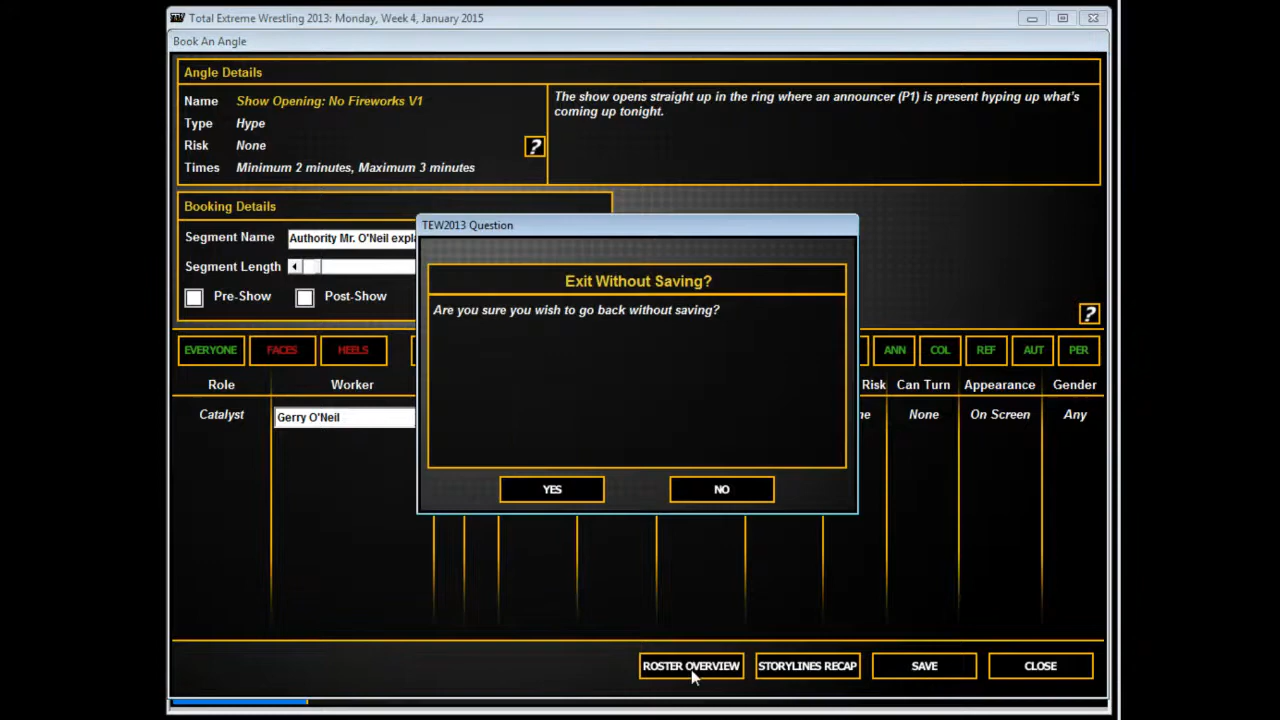 TEW Total Extreme Wrestling 2013: Monday, Week 4, January 2015
Book An Angle
Angle Details
Name Show Opening: No Fireworks V1
Type Hype
Risk None
Times Minimum 2 minutes, Maximum 3 minutes
?
The show opens straight up in the ring where an announcer (P1) is present hyping up what's
coming up tonight.
Booking Details
Segment Name Authority Mr. O'Neil expla
Segment Length
Pre-Show Post-Show
?
TEW2013 Question
Exit Without Saving?
Are you sure you wish to go back without saving?
YES NO
EVERYONE FACES HEELS ANN COL REF AUT PER
Role Worker Risk Can Turn Appearance Gender
Catalyst Gerry O'Neil ne None On Screen Any
ROSTER OVERVIEW STORYLINES RECAP SAVE CLOSE